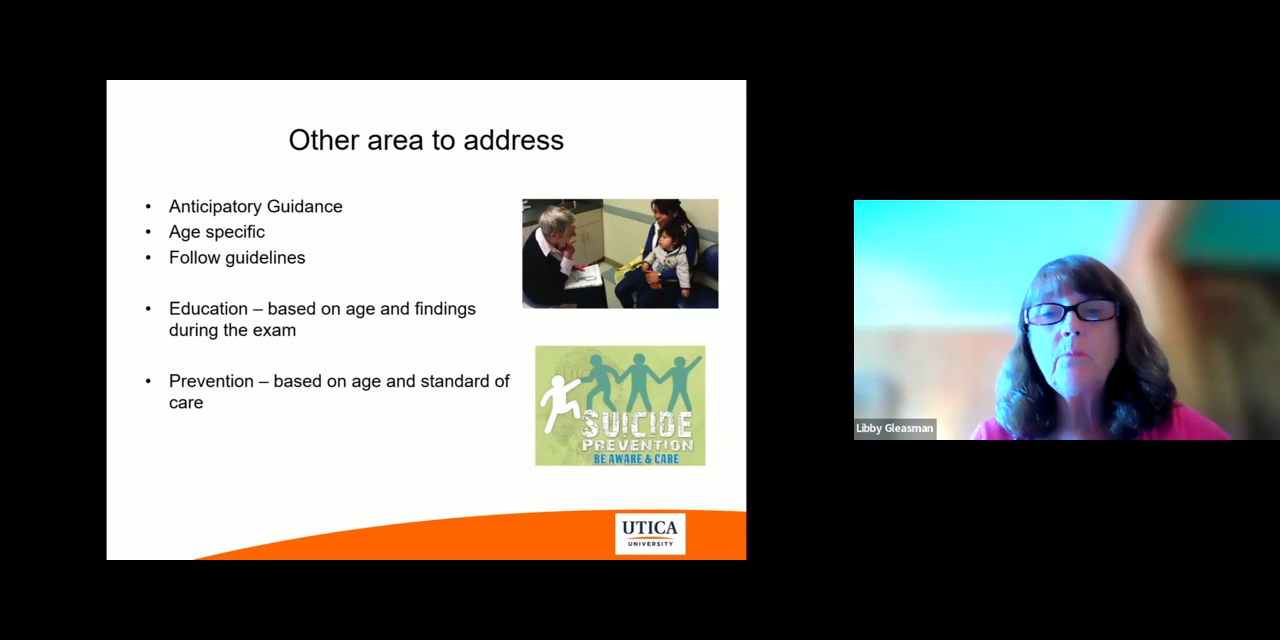 Other area to address
• Anticipatory Guidance
• Age specific
• Follow guidelines
• Education – based on age and findings
during the exam
• Prevention – based on age and standard of
care
SUICIDE
PREVENTION
BE AWARE & CARE
UTICA
UNIVERSITY
Libby Gleasman